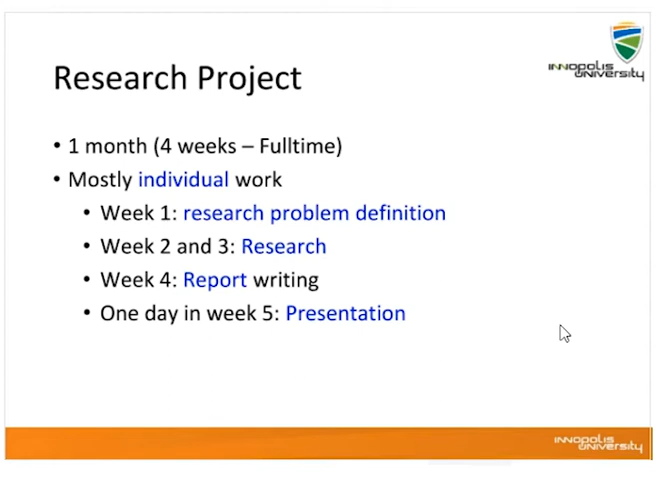 INNOPOLIS
UNIVERSITY
Research Project
• 1 month (4 weeks – Fulltime)
• Mostly individual work
• Week 1: research problem definition
• Week 2 and 3: Research
• Week 4: Report writing
• One day in week 5: Presentation
INNOPOLIS
UNIVERSITY